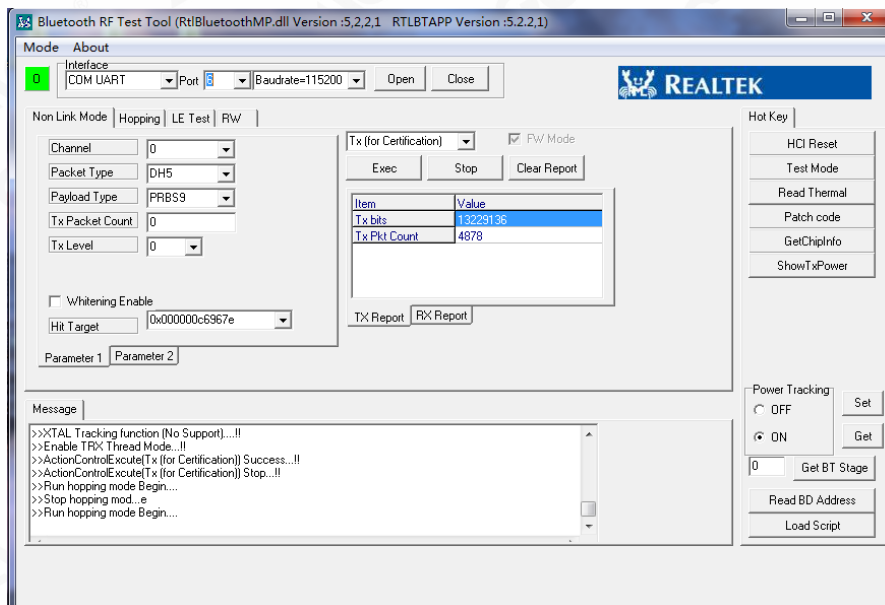 Bluetooth RF Test Tool (RtlBluetoothMP.dll Version :5,2,2,1 RTLBTAPP Version :5.2.2,1)
Mode About
Interface
0 COM UART Port 6 Baudrate=115200 Open Close
REALTEK
Non Link Mode Hopping LE Test RW
Hot Key
Channel 0
Packet Type DH5
Payload Type PRBS9
Tx Packet Count 0
Tx Level 0
Whitening Enable
Hit Target 0x000000c6967e
Parameter 1 Parameter 2
Tx (for Certification) FW Mode
Exec Stop Clear Report
Item Value
Tx bits 13229136
Tx Pkt Count 4878
TX Report RX Report
HCI Reset
Test Mode
Read Thermal
Patch code
GetChipInfo
ShowTxPower
Message
>>XTAL Tracking function (No Support)....!!
>>Enable TRX Thread Mode...!!
>>ActionControlExcute(Tx (for Certification)) Success...!!
>>ActionControlExcute(Tx (for Certification)) Stop...!!
>>Run hopping mode Begin....
>>Stop hopping mod...e
>>Run hopping mode Begin....
Power Tracking
OFF Set
ON Get
0 Get BT Stage
Read BD Address
Load Script